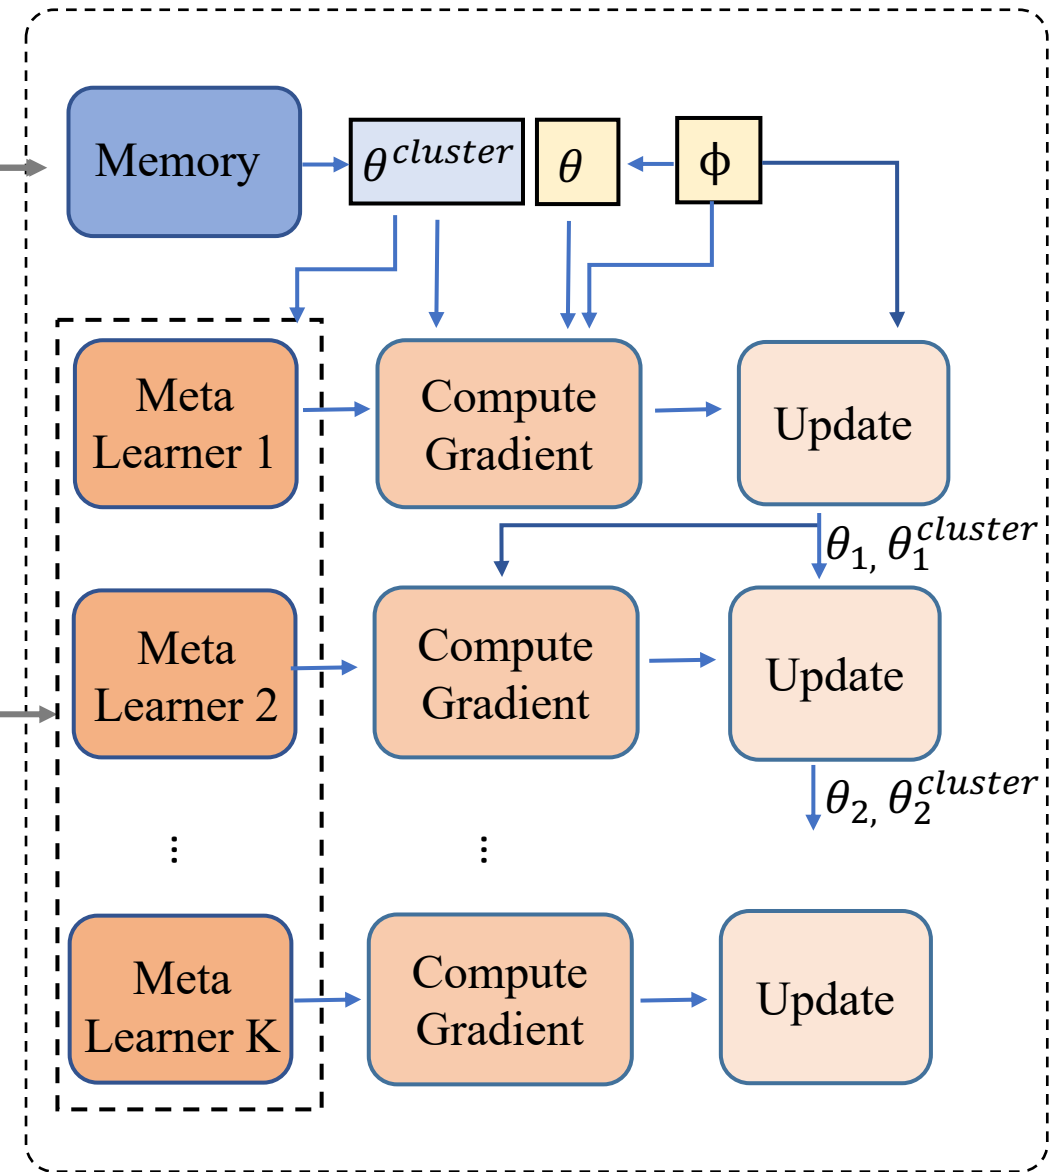 Memory
θ^cluster
θ
ϕ
Meta
Learner 1
Compute
Gradient
Update
θ₁, θ₁^cluster
Meta
Learner 2
Compute
Gradient
Update
θ₂, θ₂^cluster
⋮
⋮
Meta
Learner K
Compute
Gradient
Update